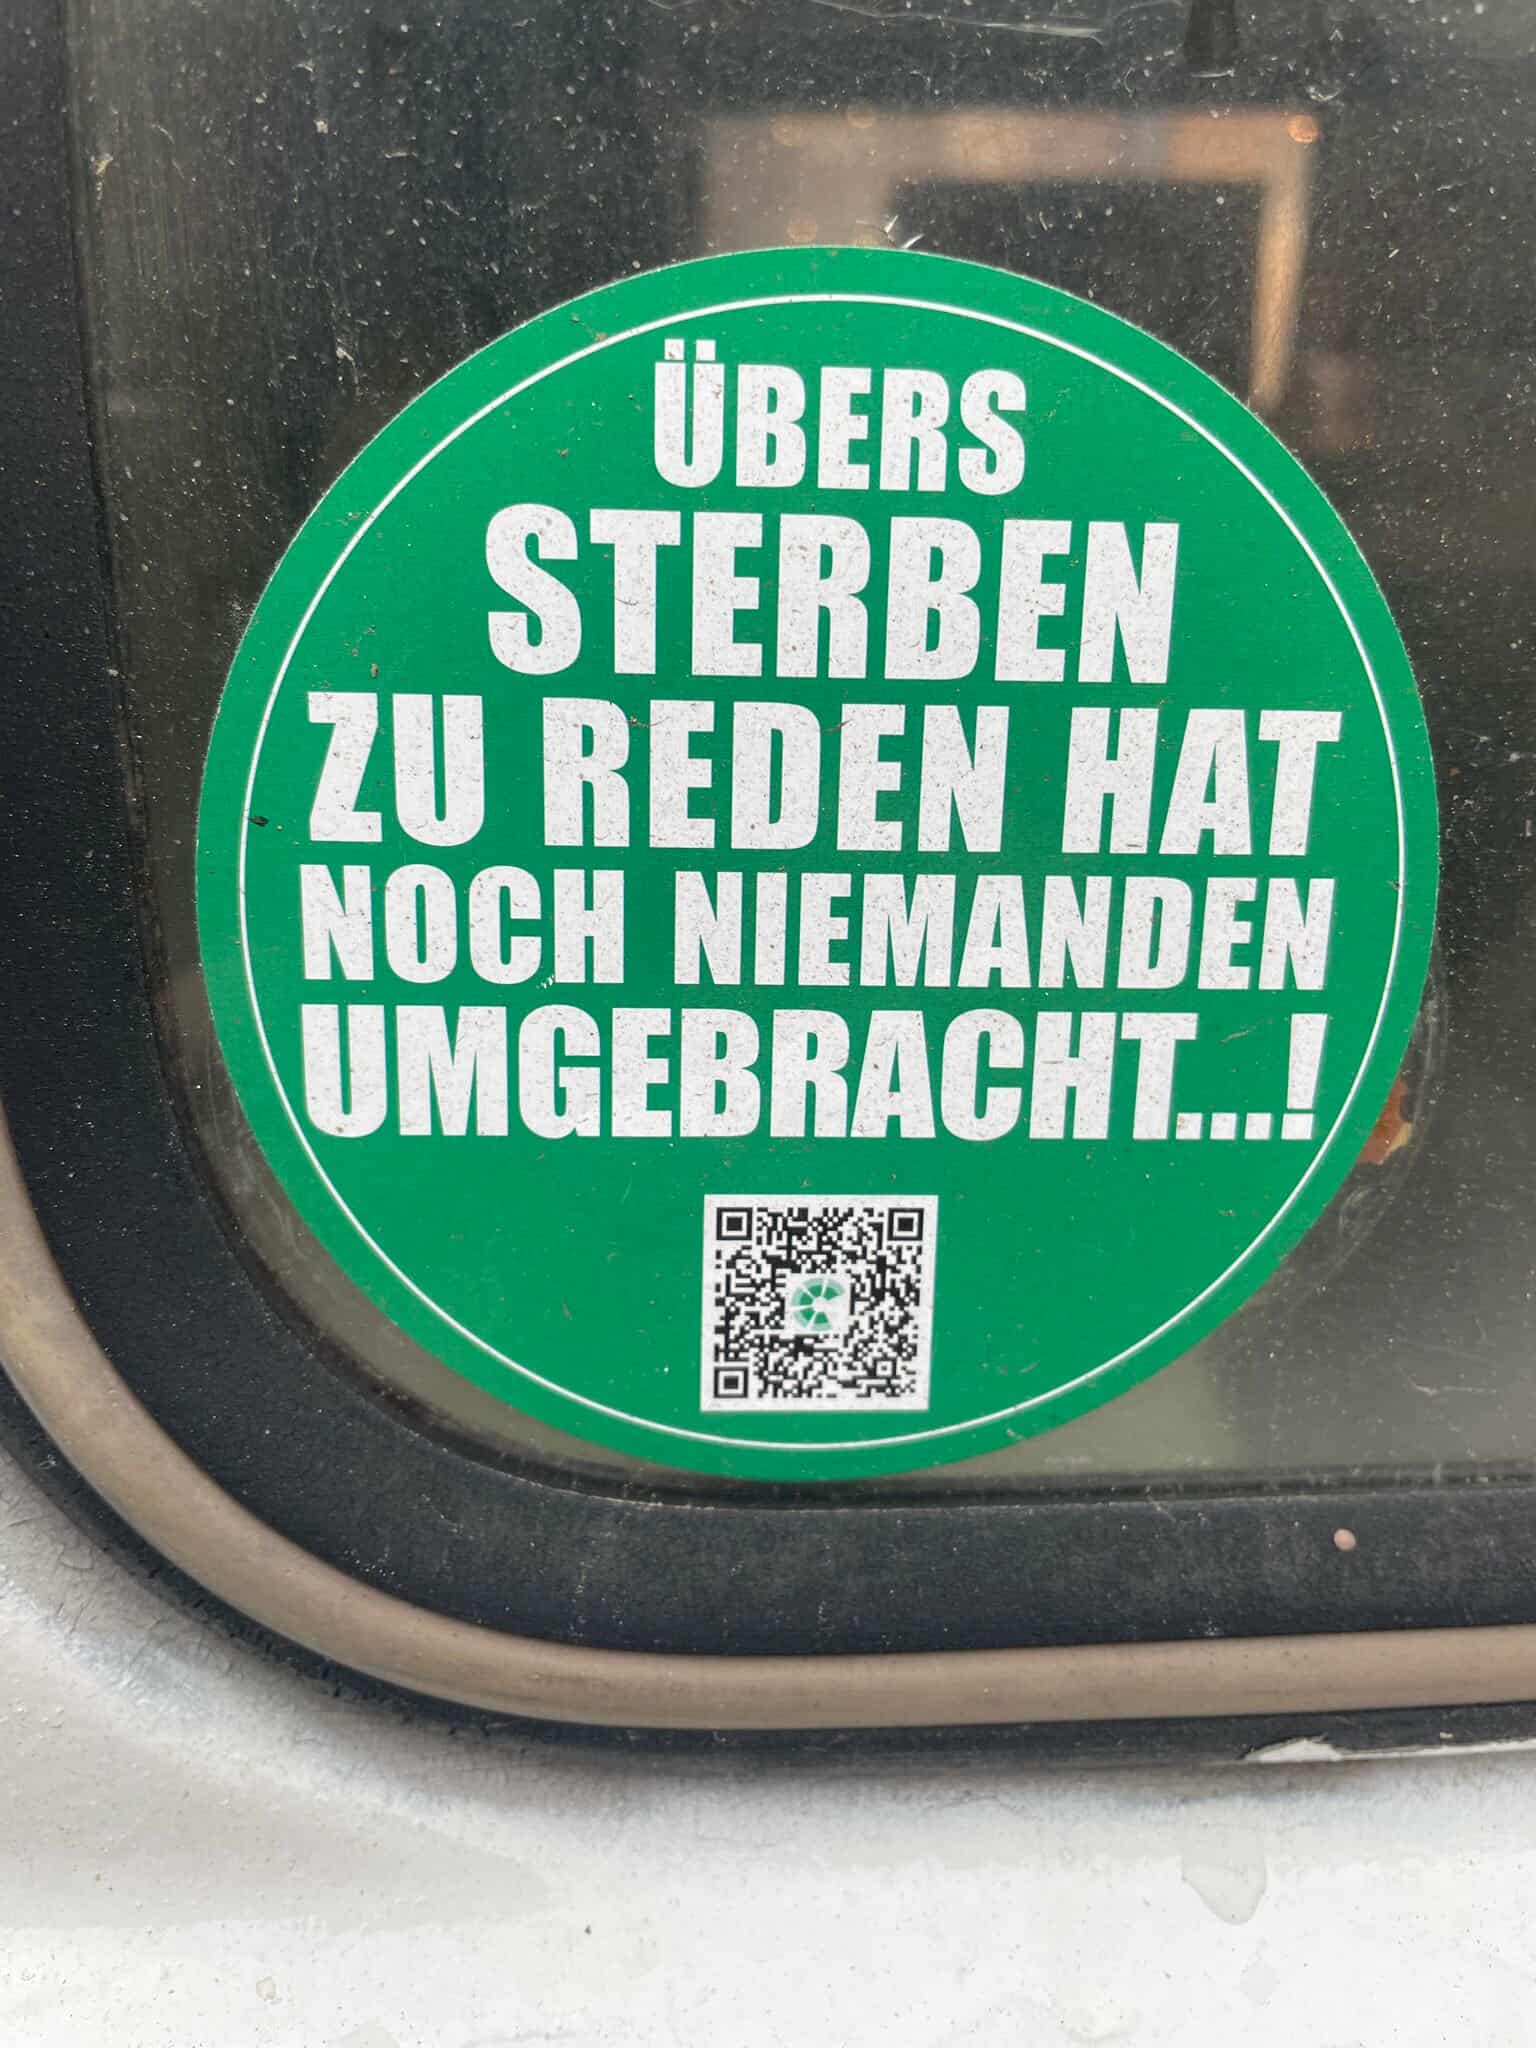 ÜBERS
STERBEN
ZU REDEN HAT
NOCH NIEMANDEN
UMGEBRACHT...!